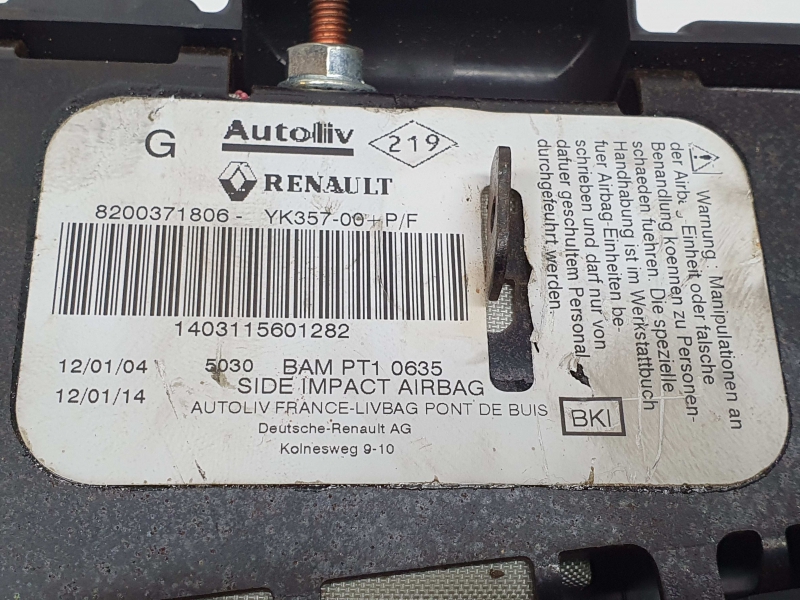 G
Autoliv
219
RENAULT
8200371806- YK357-00+P/F
1403115601282
12/01/04 5030 BAM PT1 0635
12/01/14 SIDE IMPACT AIRBAG
AUTOLIV FRANCE-LIVBAG PONT DE BUIS
Deutsche-Renault AG
Kolnesweg 9-10
BKI
Warnung: Manipulationen an
der Airbag Einheit oder falsche
Benandlung koennen zu Personen-
schaeden fuehren. Die spezielle
Handhabung ist im Werkstattbuch
fuer Airbag-Einheiten be-
schrieben und darf nur von
dafuer geschultem Personal
durchgefuehrt werden.